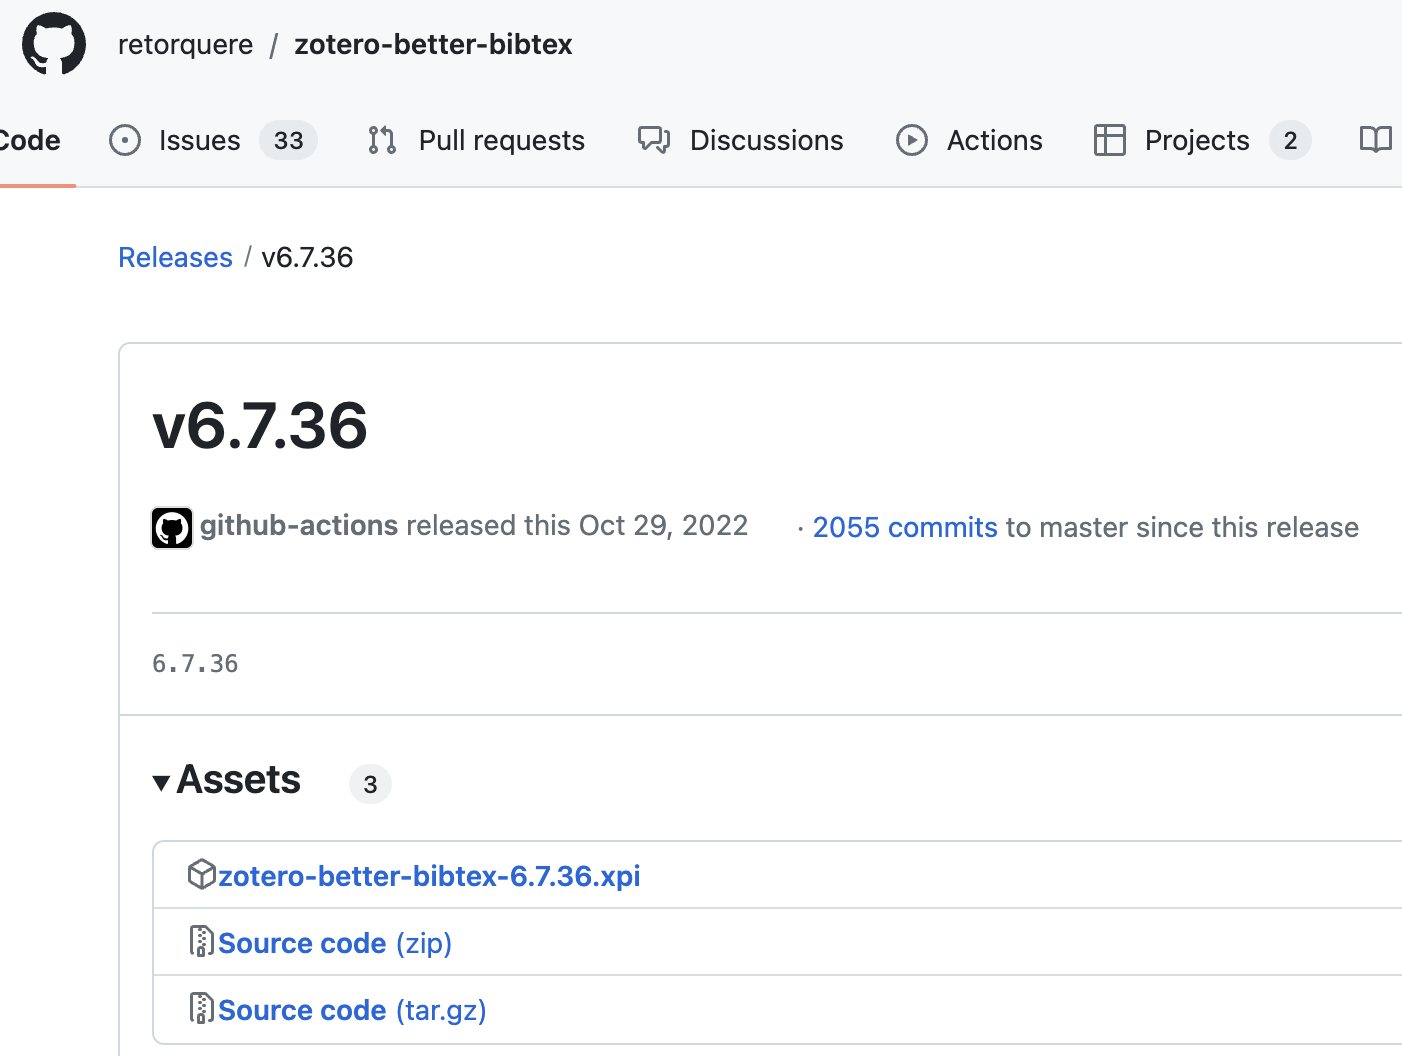 retorquere / zotero-better-bibtex
Code Issues 33 Pull requests Discussions Actions Projects 2
Releases / v6.7.36
v6.7.36
github-actions released this Oct 29, 2022 · 2055 commits to master since this release
6.7.36
Assets 3
zotero-better-bibtex-6.7.36.xpi
Source code (zip)
Source code (tar.gz)